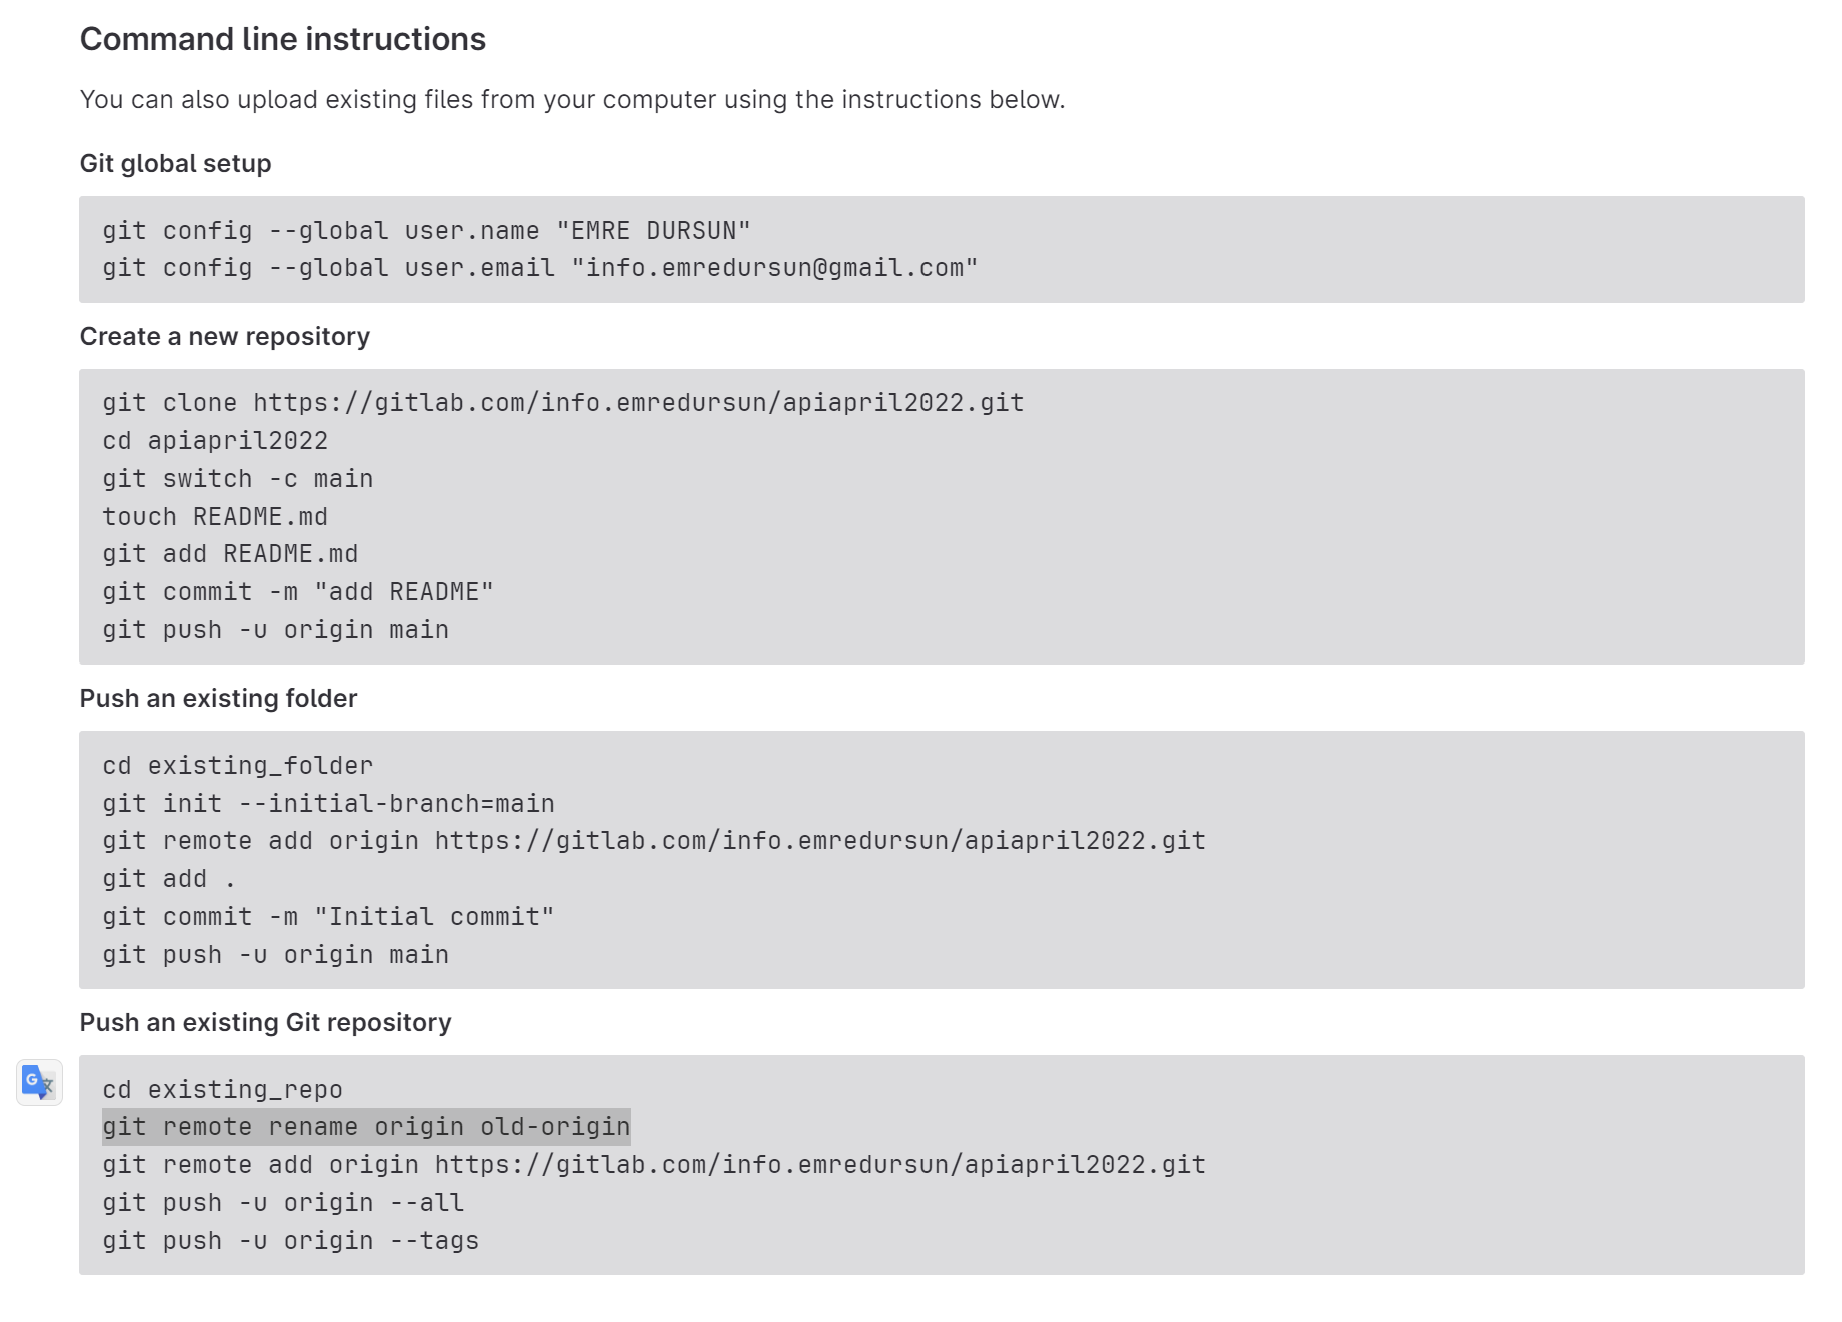 Command line instructions
You can also upload existing files from your computer using the instructions below.
Git global setup
git config --global user.name "EMRE DURSUN"
git config --global user.email "info.emredursun@gmail.com"
Create a new repository
git clone https://gitlab.com/info.emredursun/apiapril2022.git
cd apiapril2022
git switch -c main
touch README.md
git add README.md
git commit -m "add README"
git push -u origin main
Push an existing folder
cd existing_folder
git init --initial-branch=main
git remote add origin https://gitlab.com/info.emredursun/apiapril2022.git
git add .
git commit -m "Initial commit"
git push -u origin main
Push an existing Git repository
G 文
cd existing_repo
git remote rename origin old-origin
git remote add origin https://gitlab.com/info.emredursun/apiapril2022.git
git push -u origin --all
git push -u origin --tags